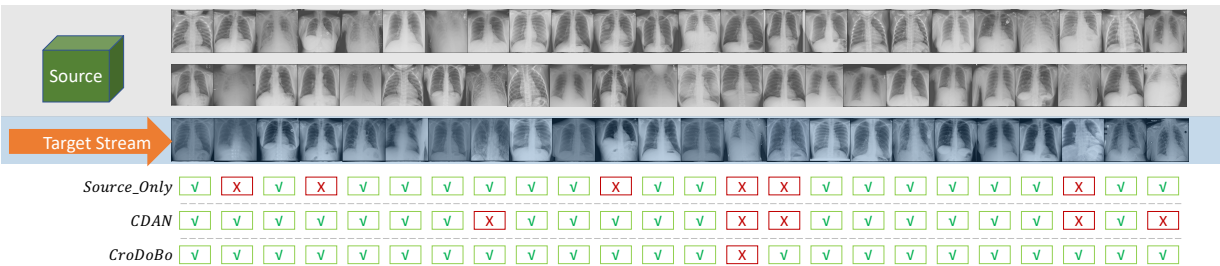 Source
Target Stream
Source_Only √ X √ X √ √ √ √ √ √ X √ √ X X √ √ √ √ √ √ X √ √
CDAN √ √ √ √ √ √ √ X √ √ √ √ √ X X √ √ √ √ √ √ X √ X
CroDoBo √ √ √ √ √ √ √ √ √ √ √ √ √ X √ √ √ √ √ √ √ √ √ √